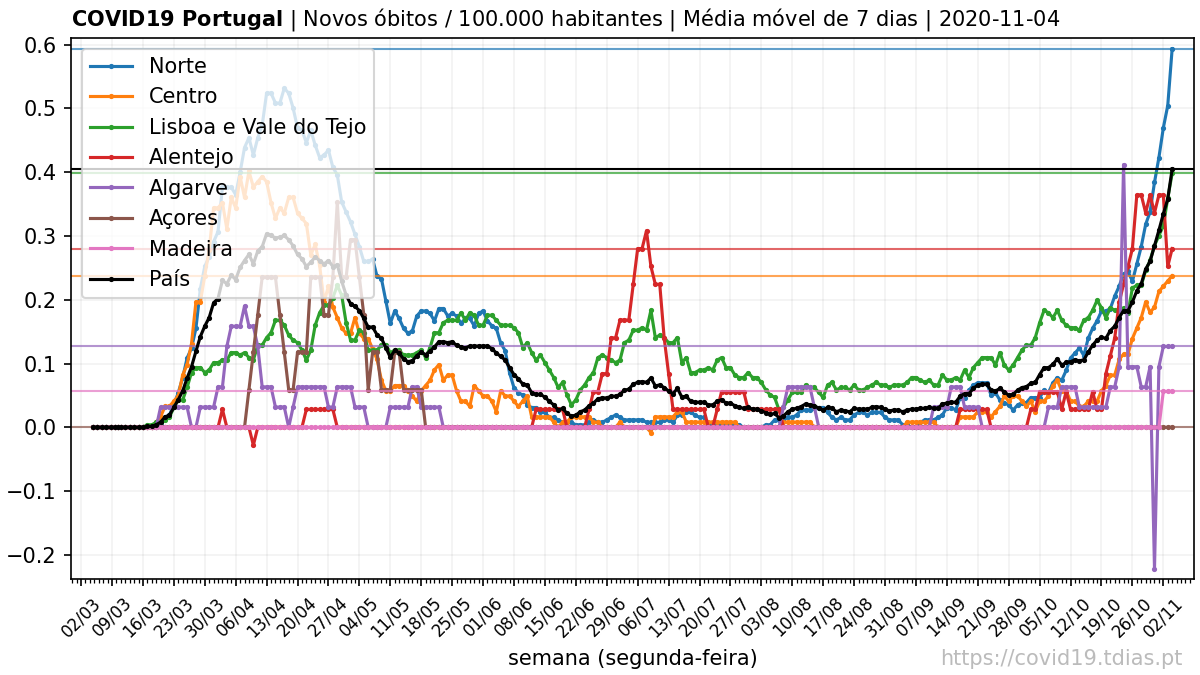 COVID19 Portugal | Novos óbitos / 100.000 habitantes | Média móvel de 7 dias | 2020-11-04
0.6
0.5
0.4
0.3
0.2
0.1
0.0
−0.1
−0.2
Norte
Centro
Lisboa e Vale do Tejo
Alentejo
Algarve
Açores
Madeira
País
02/03 09/03 16/03 23/03 30/03 06/04 13/04 20/04 27/04 04/05 11/05 18/05 25/05 01/06 08/06 15/06 22/06 29/06 06/07 13/07 20/07 27/07 03/08 10/08 17/08 24/08 31/08 07/09 14/09 21/09 28/09 05/10 12/10 19/10 26/10 02/11
semana (segunda-feira)
https://covid19.tdias.pt